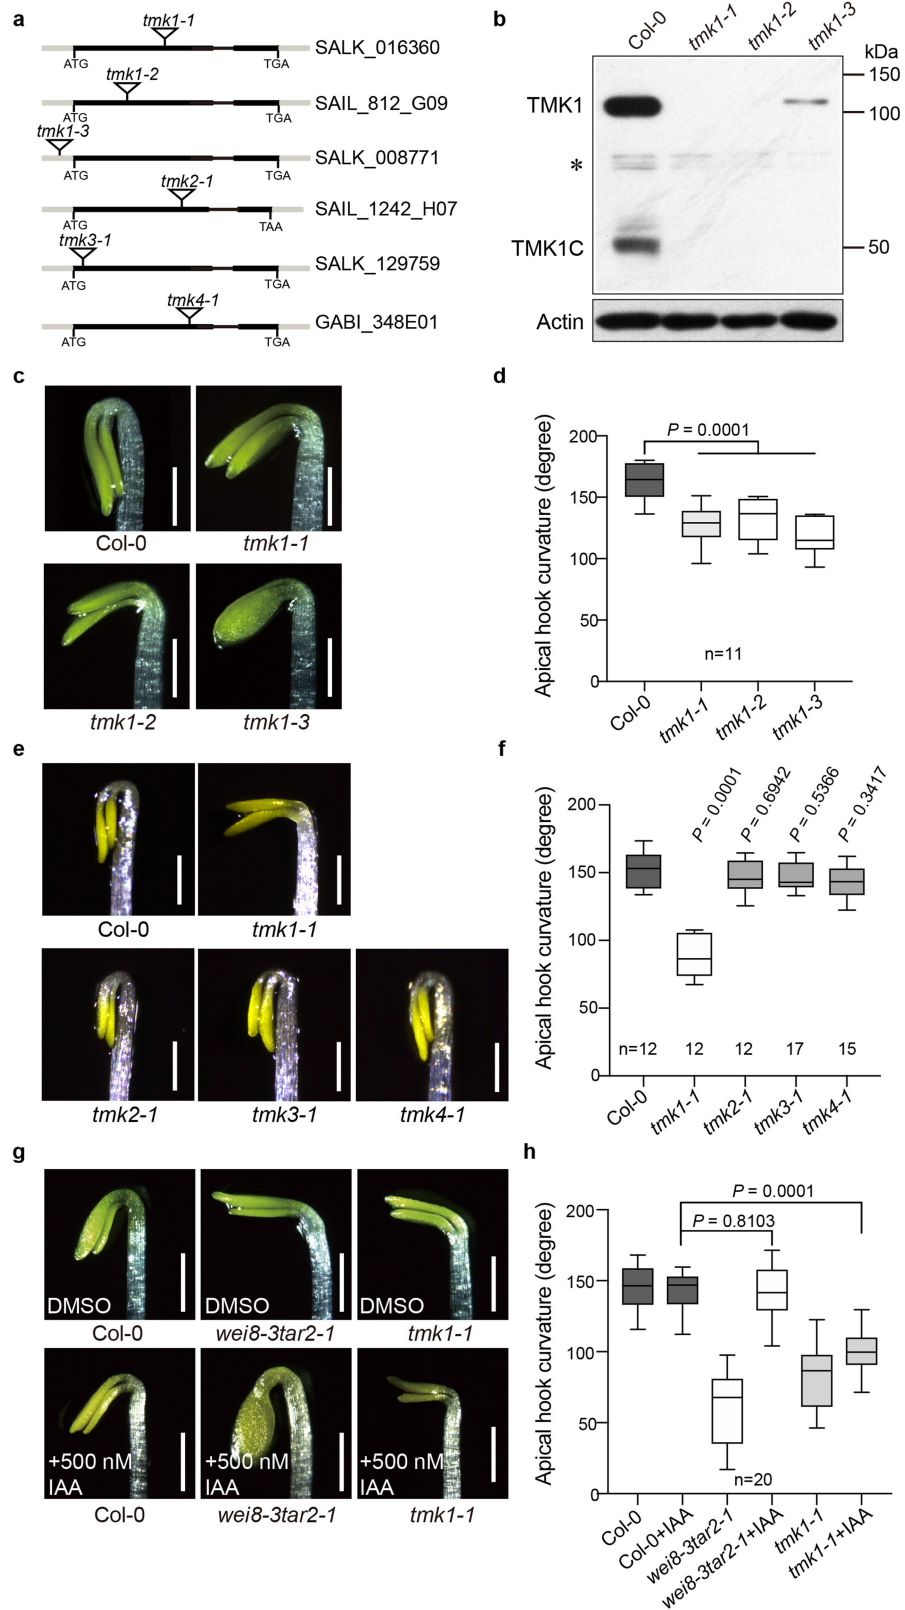 a
tmk1-1
SALK_016360
ATG TGA
tmk1-2
SAIL_812_G09
ATG TGA
tmk1-3
SALK_008771
ATG TGA
tmk2-1
SAIL_1242_H07
ATG TAA
tmk3-1
SALK_129759
ATG TGA
tmk4-1
GABI_348E01
ATG TGA
b
Col-0 tmk1-1 tmk1-2 tmk1-3
kDa
150
TMK1 100
*
TMK1C 50
Actin
c
Col-0 tmk1-1
tmk1-2 tmk1-3
d
Apical hook curvature (degree)
200
150
100
50
0
P = 0.0001
n=11
Col-0 tmk1-1 tmk1-2 tmk1-3
e
Col-0 tmk1-1
tmk2-1 tmk3-1 tmk4-1
f
Apical hook curvature (degree)
200
150
100
50
0
P = 0.0001 P = 0.6942 P = 0.5366 P = 0.3417
n=12 12 12 17 15
Col-0 tmk1-1 tmk2-1 tmk3-1 tmk4-1
g
DMSO DMSO DMSO
Col-0 wei8-3tar2-1 tmk1-1
+500 nM +500 nM +500 nM
IAA IAA IAA
Col-0 wei8-3tar2-1 tmk1-1
h
Apical hook curvature (degree)
200
150
100
50
0
P = 0.0001
P = 0.8103
n=20
Col-0 Col-0+IAA wei8-3tar2-1 wei8-3tar2-1+IAA tmk1-1 tmk1-1+IAA